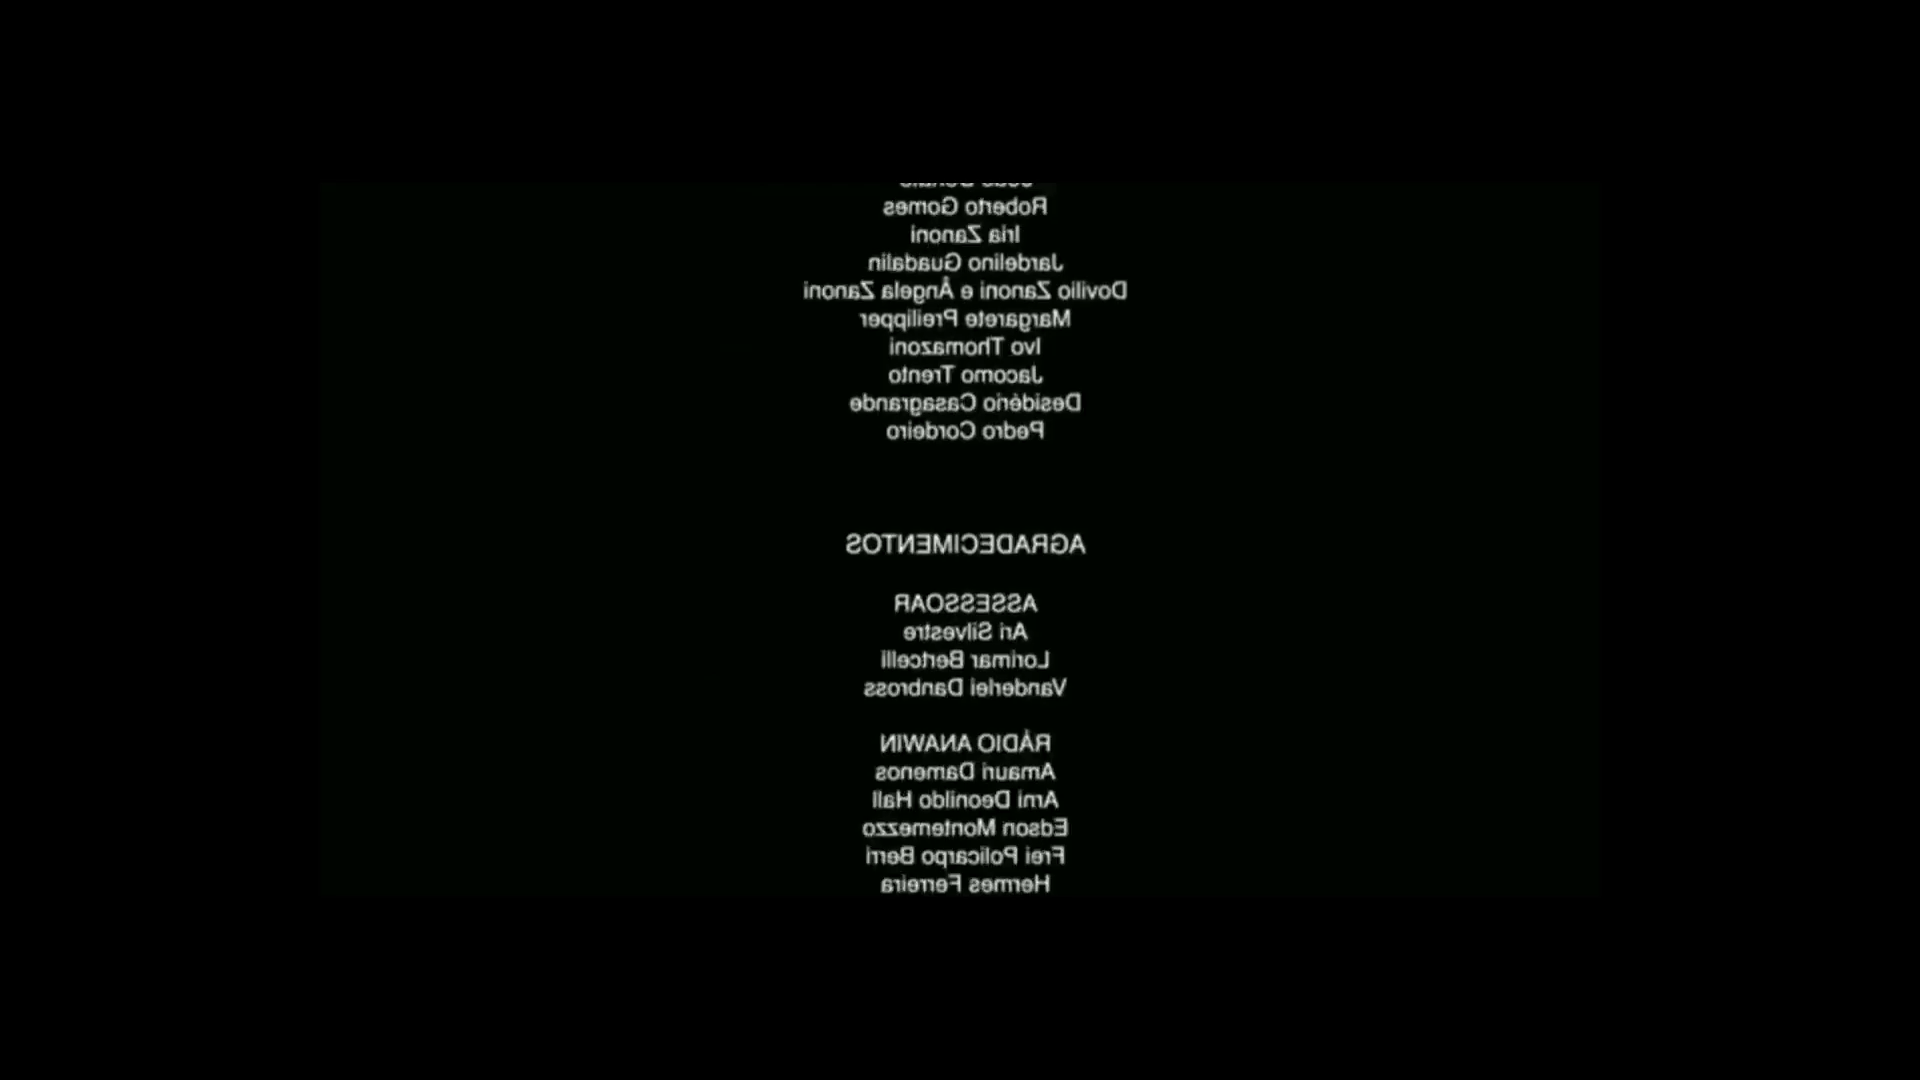 Roberto Gomes
Iria Zanoni
Jardelino Guadalin
Dovilio Zanoni e Ângela Zanoni
Margarete Preilipper
Ivo Thomazoni
Jacomo Trento
Desidério Casagrande
Pedro Cordeiro
AGRADECIMENTOS
ASSESSOAR
Ari Silvestre
Lorimar Bertcelli
Vanderlei Danbross
RÁDIO ANAWIN
Amauri Damenos
Arni Deonildo Hall
Edson Montemezzo
Frei Policarpo Berri
Hermes Ferreira